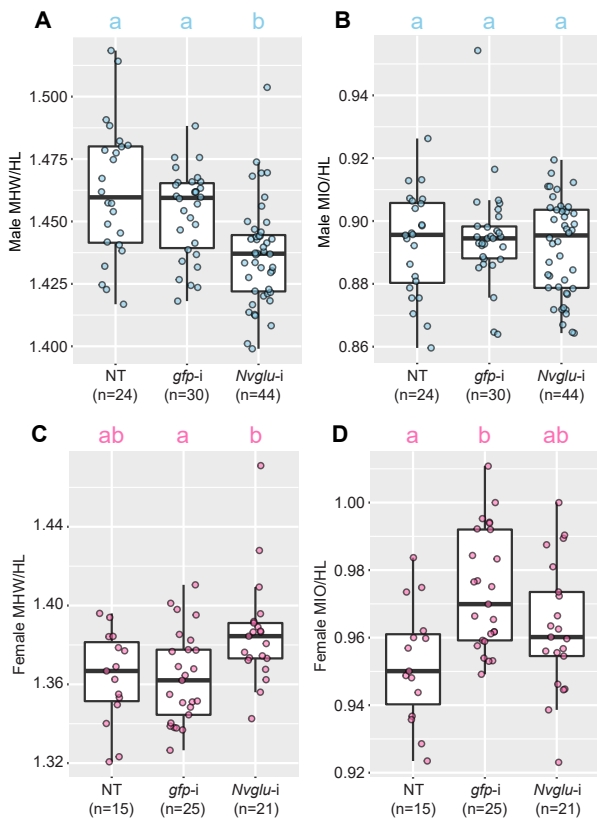 A a a b
Male MHW/HL
1.500
1.475
1.450
1.425
1.400
NT gfp-i Nvglu-i
(n=24) (n=30) (n=44)
B a a a
Male MIO/HL
0.94
0.92
0.90
0.88
0.86
NT gfp-i Nvglu-i
(n=24) (n=30) (n=44)
C ab a b
Female MHW/HL
1.44
1.40
1.36
1.32
NT gfp-i Nvglu-i
(n=15) (n=25) (n=21)
D a b ab
Female MIO/HL
1.00
0.98
0.96
0.94
0.92
NT gfp-i Nvglu-i
(n=15) (n=25) (n=21)